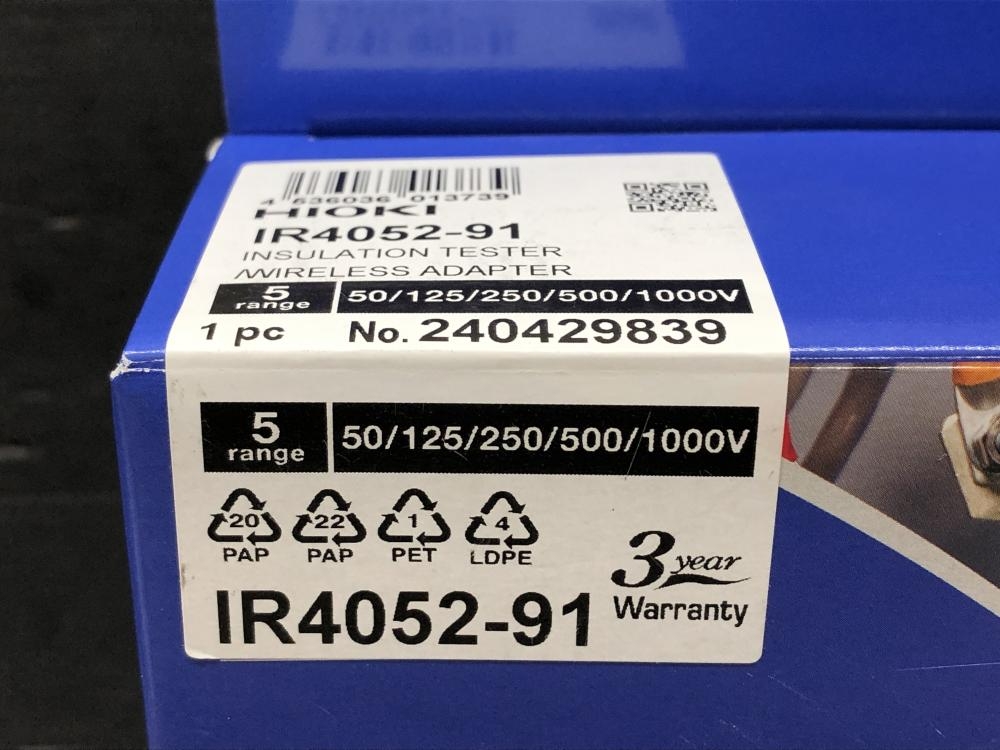 4 536036 013739
HIOKI
IR4052-91
INSULATION TESTER
/WIRELESS ADAPTER
5 range 50/125/250/500/1000V
1 pc No. 240429839
5 range 50/125/250/500/1000V
20 22 1 4
PAP PAP PET LDPE
3 year
Warranty
IR4052-91